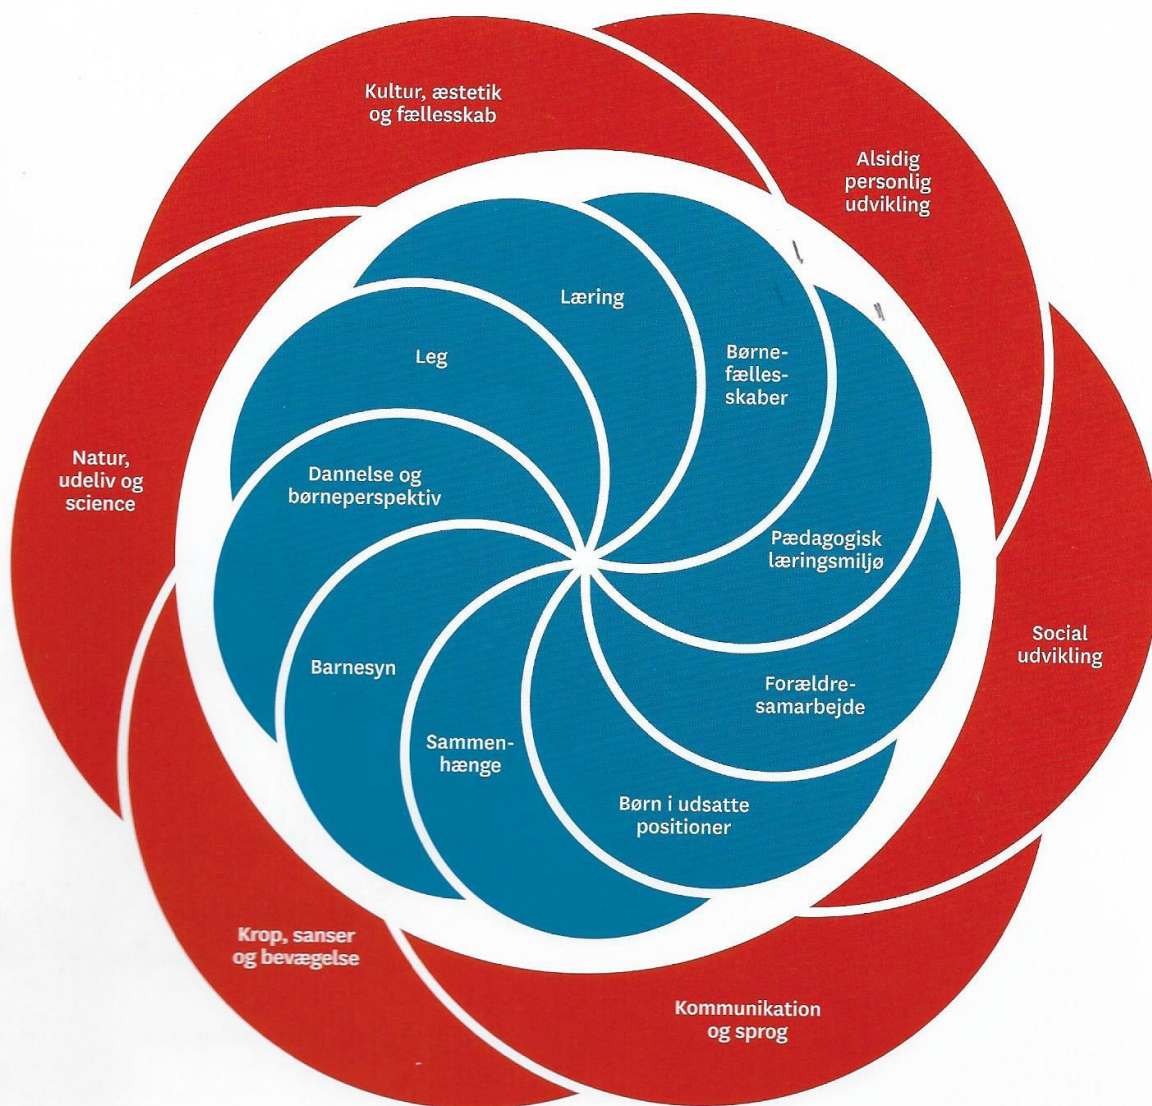 Kultur, æstetik
og fællesskab
Alsidig
personlig
udvikling
Læring
Børne-
fælles-
skaber
Leg
Natur,
udeliv og
science
Dannelse og
børneperspektiv
Pædagogisk
læringsmiljø
Social
udvikling
Barnesyn
Forældre-
samarbejde
Sammen-
hænge
Børn i udsatte
positioner
Krop, sanser
og bevægelse
Kommunikation
og sprog